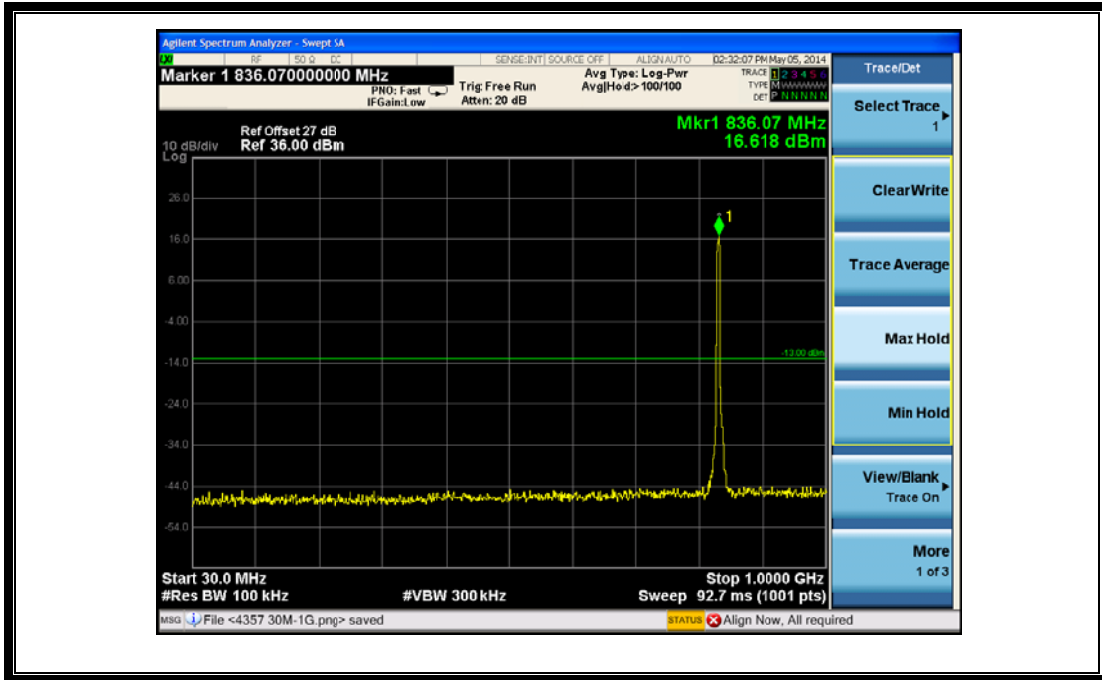 Agilent Spectrum Analyzer - Swept SA
LXI RF 50 Ω DC SENSE:INT SOURCE OFF ALIGNAUTO 02:32:07 PM May 05, 2014
Marker 1 836.070000000 MHz
PNO: Fast
IFGain:Low
Trig: Free Run
Atten: 20 dB
Avg Type: Log-Pwr
Avg|Hold:> 100/100
TRACE 1 2 3 4 5 6
TYPE M
DET P N N N N N
Mkr1 836.07 MHz
16.618 dBm
Ref Offset 27 dB
10 dB/div Ref 36.00 dBm
Log
26.0
1
16.0
6.00
-4.00
-13.00 dBm
-14.0
-24.0
-34.0
-44.0
-54.0
Start 30.0 MHz Stop 1.0000 GHz
#Res BW 100 kHz #VBW 300 kHz Sweep 92.7 ms (1001 pts)
MSG File <4357 30M-1G.png> saved STATUS Align Now, All required
Trace/Det
Select Trace
1
ClearWrite
Trace Average
Max Hold
Min Hold
View/Blank
Trace On
More
1 of 3